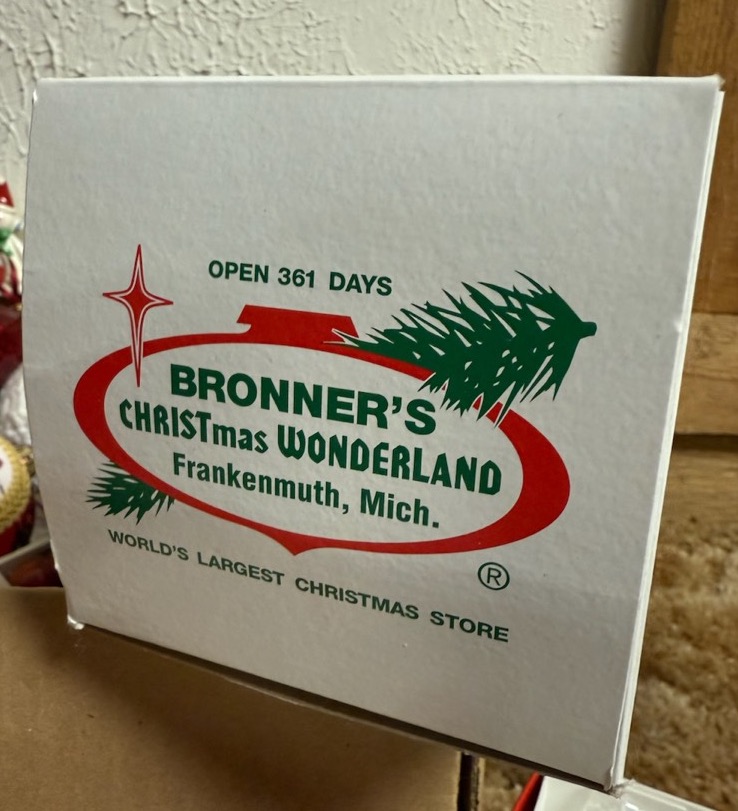 OPEN 361 DAYS
BRONNER'S
CHRISTmas WONDERLAND
Frankenmuth, Mich.
WORLD'S LARGEST CHRISTMAS STORE
®